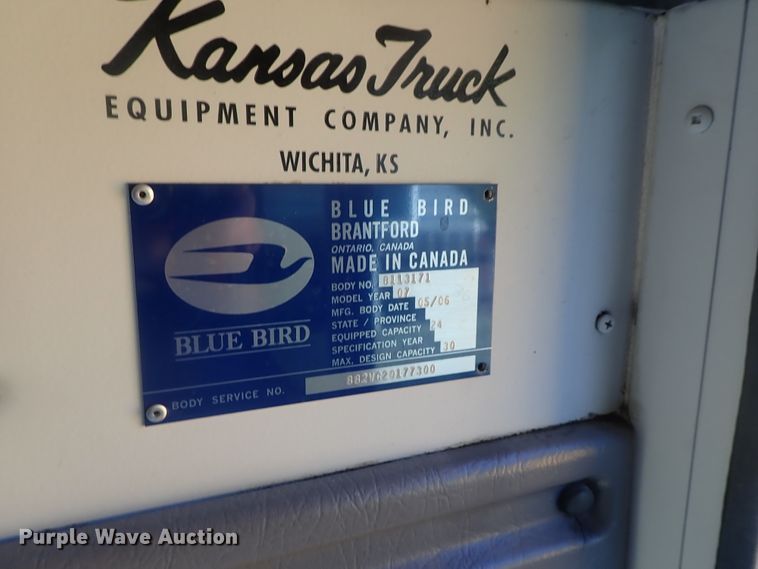 Kansas Truck
EQUIPMENT COMPANY, INC.
WICHITA, KS
BLUE BIRD
BRANTFORD
ONTARIO, CANADA
MADE IN CANADA
BODY NO. 8113171
MODEL YEAR 07
MFG. BODY DATE 05/06
STATE / PROVINCE
EQUIPPED CAPACITY 24
SPECIFICATION YEAR
MAX. DESIGN CAPACITY 30
BLUE BIRD
BODY SERVICE NO.
Purple Wave Auction